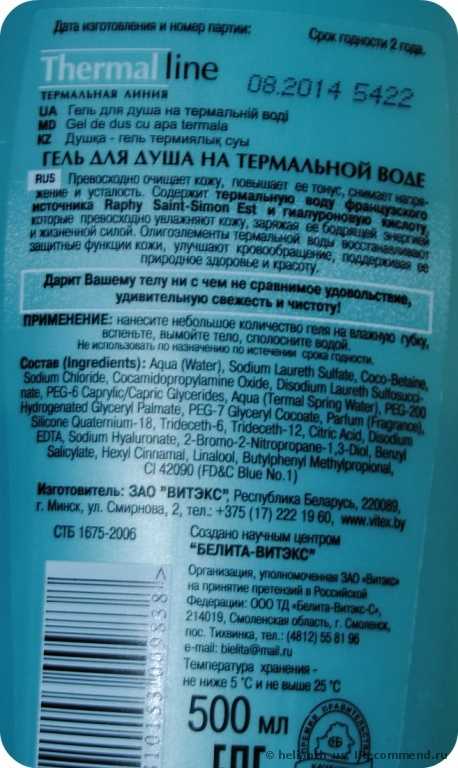 Дата изготовления и номер партии:
Срок годности 2 года.
Thermal line
ТЕРМАЛЬНАЯ ЛИНИЯ
08.2014 5422
UA Гель для душа на термальній воді
MD Gel de dus cu apa termala
KZ Душка - гель термиялық суы
ГЕЛЬ ДЛЯ ДУША НА ТЕРМАЛЬНОЙ ВОДЕ
RUS Превосходно очищает кожу, повышает ее тонус, снимает напря-
жение и усталость. Содержит термальную воду французского
источника Raphy Saint-Simon Est и гиалуроновую кислоту,
которые превосходно увлажняют кожу, заряжая ее бодрящей энергией
и жизненной силой. Олигоэлементы термальной воды восстанавливают
защитные функции кожи, улучшают кровообращение, поддерживая ее
природное здоровье и красоту.
Дарит Вашему телу ни с чем не сравнимое удовольствие,
удивительную свежесть и чистоту!
ПРИМЕНЕНИЕ: нанесите небольшое количество геля на влажную губку,
вспеньте, вымойте тело, сполосните водой.
Не использовать по назначению по истечении срока годности.
Состав (Ingredients): Aqua (Water), Sodium Laureth Sulfate, Coco-Betaine,
Sodium Chloride, Cocamidopropylamine Oxide, Disodium Laureth Sulfosucci-
nate, PEG-6 Caprylic/Capric Glycerides, Aqua (Termal Spring Water), PEG-200
Hydrogenated Glyceryl Palmate, PEG-7 Glyceryl Cocoate, Parfum (Fragrance),
Silicone Quaternium-18, Trideceth-6, Trideceth-12, Citric Acid, Disodium
EDTA, Sodium Hyaluronate, 2-Bromo-2-Nitropropane-1,3-Diol, Benzyl
Salicylate, Hexyl Cinnamal, Linalool, Butylphenyl Methylpropional,
CI 42090 (FD&C Blue No.1)
Изготовитель: ЗАО "ВИТЭКС", Республика Беларусь, 220089,
г. Минск, ул. Смирнова, 2, тел.: +375 (17) 222 19 60, www.vitex.by
СТБ 1675-2006
Создано научным центром
"БЕЛИТА-ВИТЭКС"
Организация, уполномоченная ЗАО «Витэкс»
на принятие претензий в Российской
Федерации: ООО ТД «Белита-Витэкс-С»,
214019, Смоленская область, г. Смоленск,
пос. Тихвинка, тел.: (4812) 55 81 96
e-mail: bielita@mail.ru
Температура хранения -
не ниже 5 °C и не выше 25 °C
500 мл
ПРЕМИЯ ПРАВИТЕЛЬСТВА